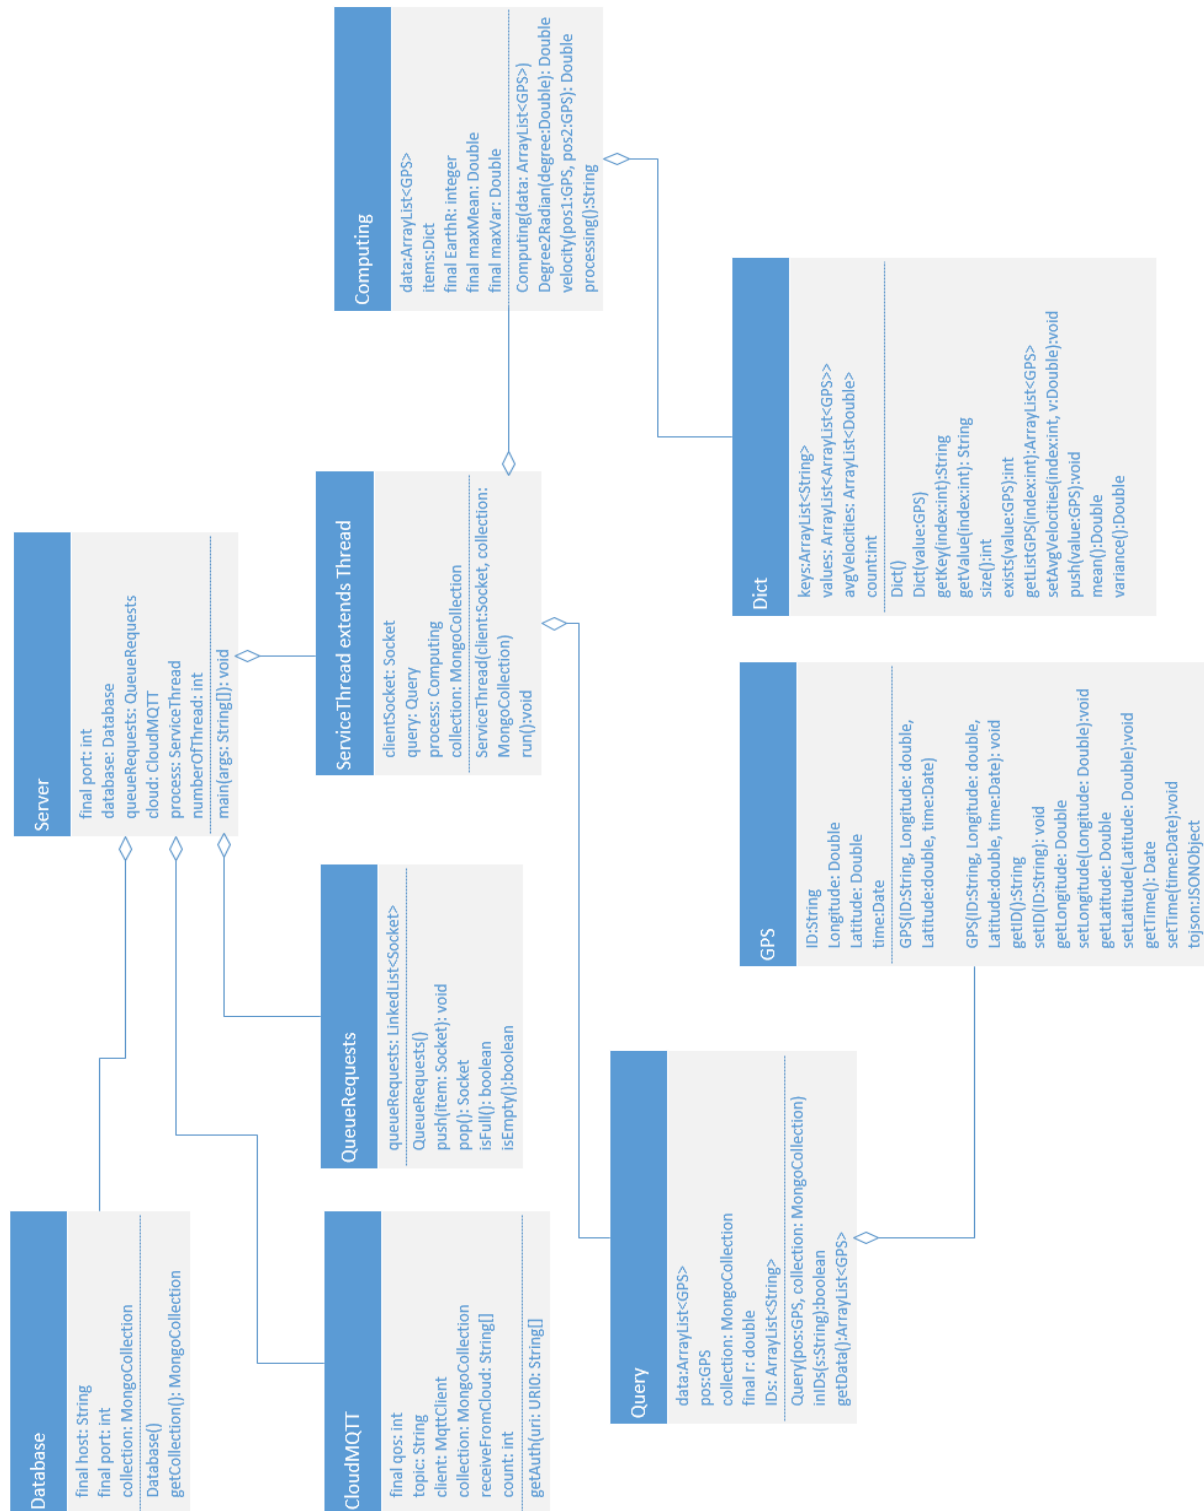 Database
final host: String
final port: int
collection: MongoCollection
Database()
getCollection(): MongoCollection
Server
final port: int
database: Database
queueRequests: QueueRequests
cloud: CloudMQTT
process: ServiceThread
numberOfThread: int
main(args: String[]): void
CloudMQTT
final qos: int
topic: String
client: MqttClient
collection: MongoCollection
receiveFromCloud: String[]
count: int
getAuth(uri: URI0: String[]
QueueRequests
queueRequests: LinkedList<Socket>
QueueRequests()
push(item: Socket): void
pop(): Socket
isFull(): boolean
isEmpty():boolean
ServiceThread extends Thread
clientSocket: Socket
query: Query
process: Computing
collection: MongoCollection
ServiceThread(client:Socket, collection:
MongoCollection)
run():void
Computing
data:ArrayList<GPS>
items:Dict
final EarthR: integer
final maxMean: Double
final maxVar: Double
Computing(data: ArrayList<GPS>)
Degree2Radian(degree:Double): Double
velocity(pos1:GPS, pos2:GPS): Double
processing():String
Query
data:ArrayList<GPS>
pos:GPS
collection: MongoCollection
final r: double
IDs: ArrayList<String>
Query(pos:GPS, collection: MongoCollection)
inIDs(s:String):boolean
getData():ArrayList<GPS>
GPS
ID:String
Longitude: Double
Latitude: Double
time:Date
GPS(ID:String, Longitude: double,
Latitude:double, time:Date)
GPS(ID:String, Longitude: double,
Latitude:double, time:Date): void
getID():String
setID(ID:String): void
getLongitude: Double
setLongitude(Longitude: Double):void
getLatitude: Double
setLatitude(Latitude: Double):void
getTime(): Date
setTime(time:Date):void
tojson:JSONObject
Dict
keys:ArrayList<String>
values: ArrayList<ArrayList<GPS>>
avgVelocities: ArrayList<Double>
count:int
Dict()
Dict(value:GPS)
getKey(index:int):String
getValue(index:int): String
size():int
exists(value:GPS):int
getListGPS(index:int):ArrayList<GPS>
setAvgVelocities(index:int, v:Double):void
push(value:GPS):void
mean():Double
variance():Double